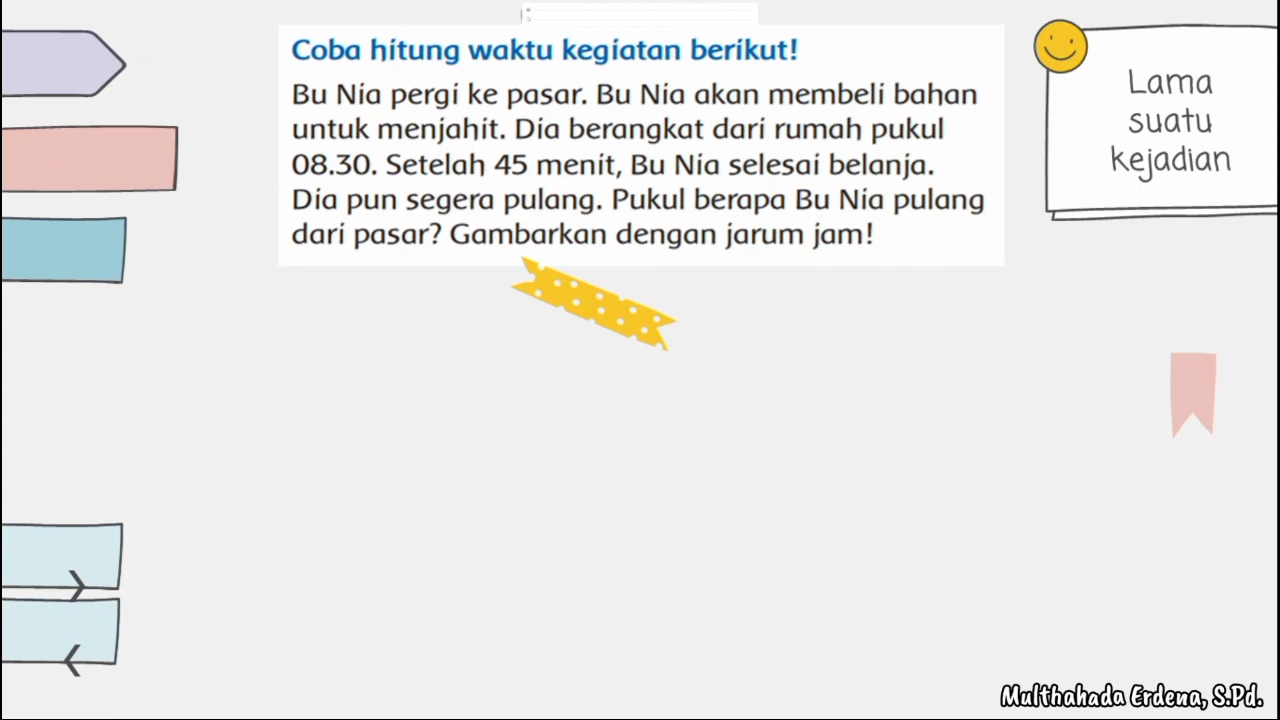 Coba hitung waktu kegiatan berikut!
Bu Nia pergi ke pasar. Bu Nia akan membeli bahan
untuk menjahit. Dia berangkat dari rumah pukul
08.30. Setelah 45 menit, Bu Nia selesai belanja.
Dia pun segera pulang. Pukul berapa Bu Nia pulang
dari pasar? Gambarkan dengan jarum jam!
Lama
suatu
kejadian
Multhahada Erdena, S.Pd.